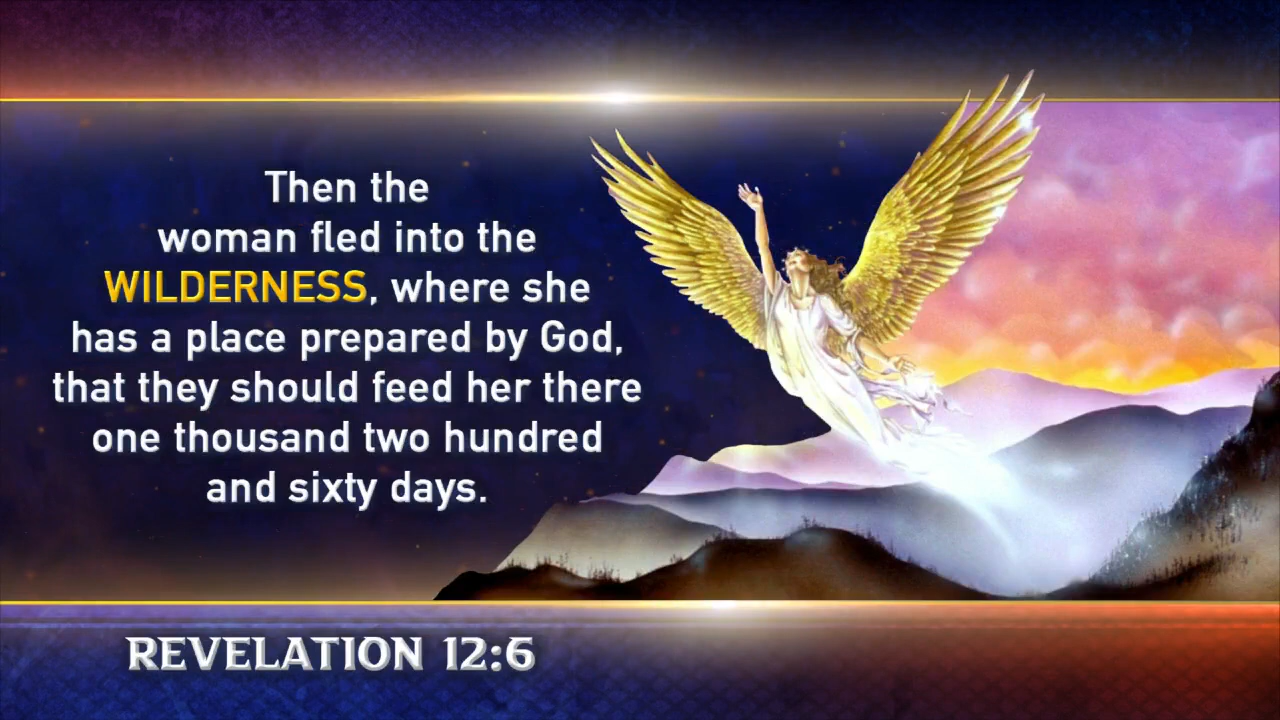 Then the
woman fled into the
WILDERNESS, where she
has a place prepared by God,
that they should feed her there
one thousand two hundred
and sixty days.
REVELATION 12:6